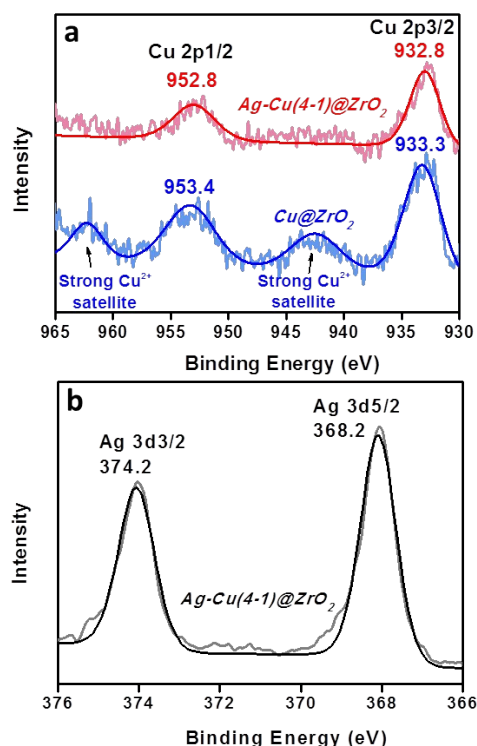 a
Cu 2p1/2
952.8
Cu 2p3/2
932.8
Ag-Cu(4-1)@ZrO₂
933.3
953.4
Cu@ZrO₂
Strong Cu²⁺
satellite
Strong Cu²⁺
satellite
Intensity
965 960 955 950 945 940 935 930
Binding Energy (eV)
b
Ag 3d3/2
374.2
Ag 3d5/2
368.2
Ag-Cu(4-1)@ZrO₂
Intensity
376 374 372 370 368 366
Binding Energy (eV)